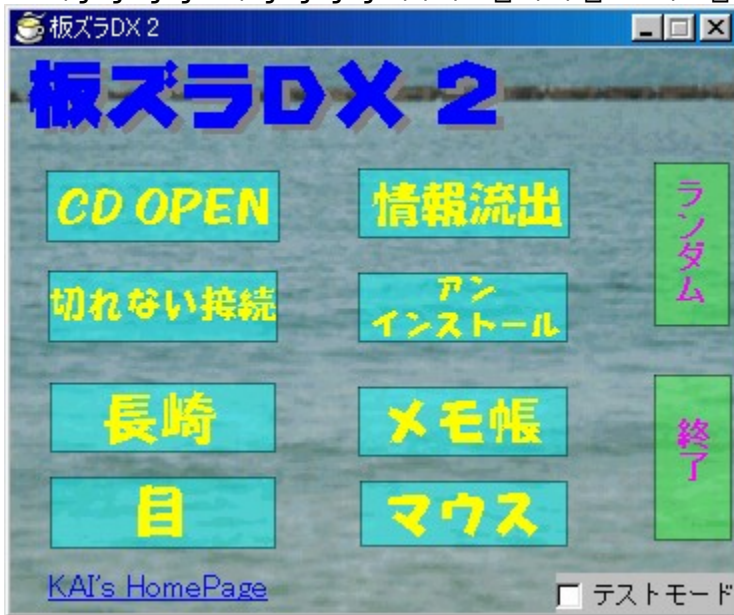 板ズラDX 2
板ズラDX 2
CD OPEN
情報流出
ランダム
切れない接続
アン
インストール
長崎
メモ帳
終了
目
マウス
KAI's HomePage
テストモード